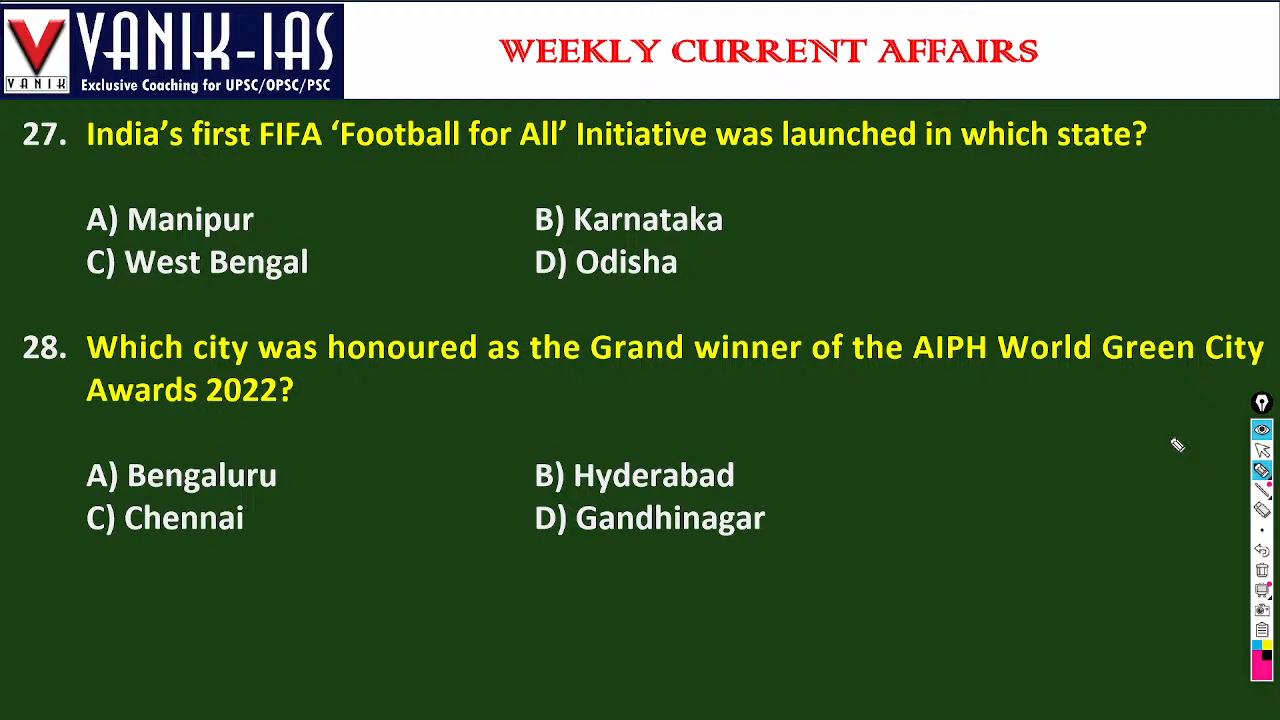 VANIK-IAS
VANIK
Exclusive Coaching for UPSC/OPSC/PSC
WEEKLY CURRENT AFFAIRS
27. India’s first FIFA ‘Football for All’ Initiative was launched in which state?
A) Manipur B) Karnataka
C) West Bengal D) Odisha
28. Which city was honoured as the Grand winner of the AIPH World Green City
Awards 2022?
A) Bengaluru B) Hyderabad
C) Chennai D) Gandhinagar